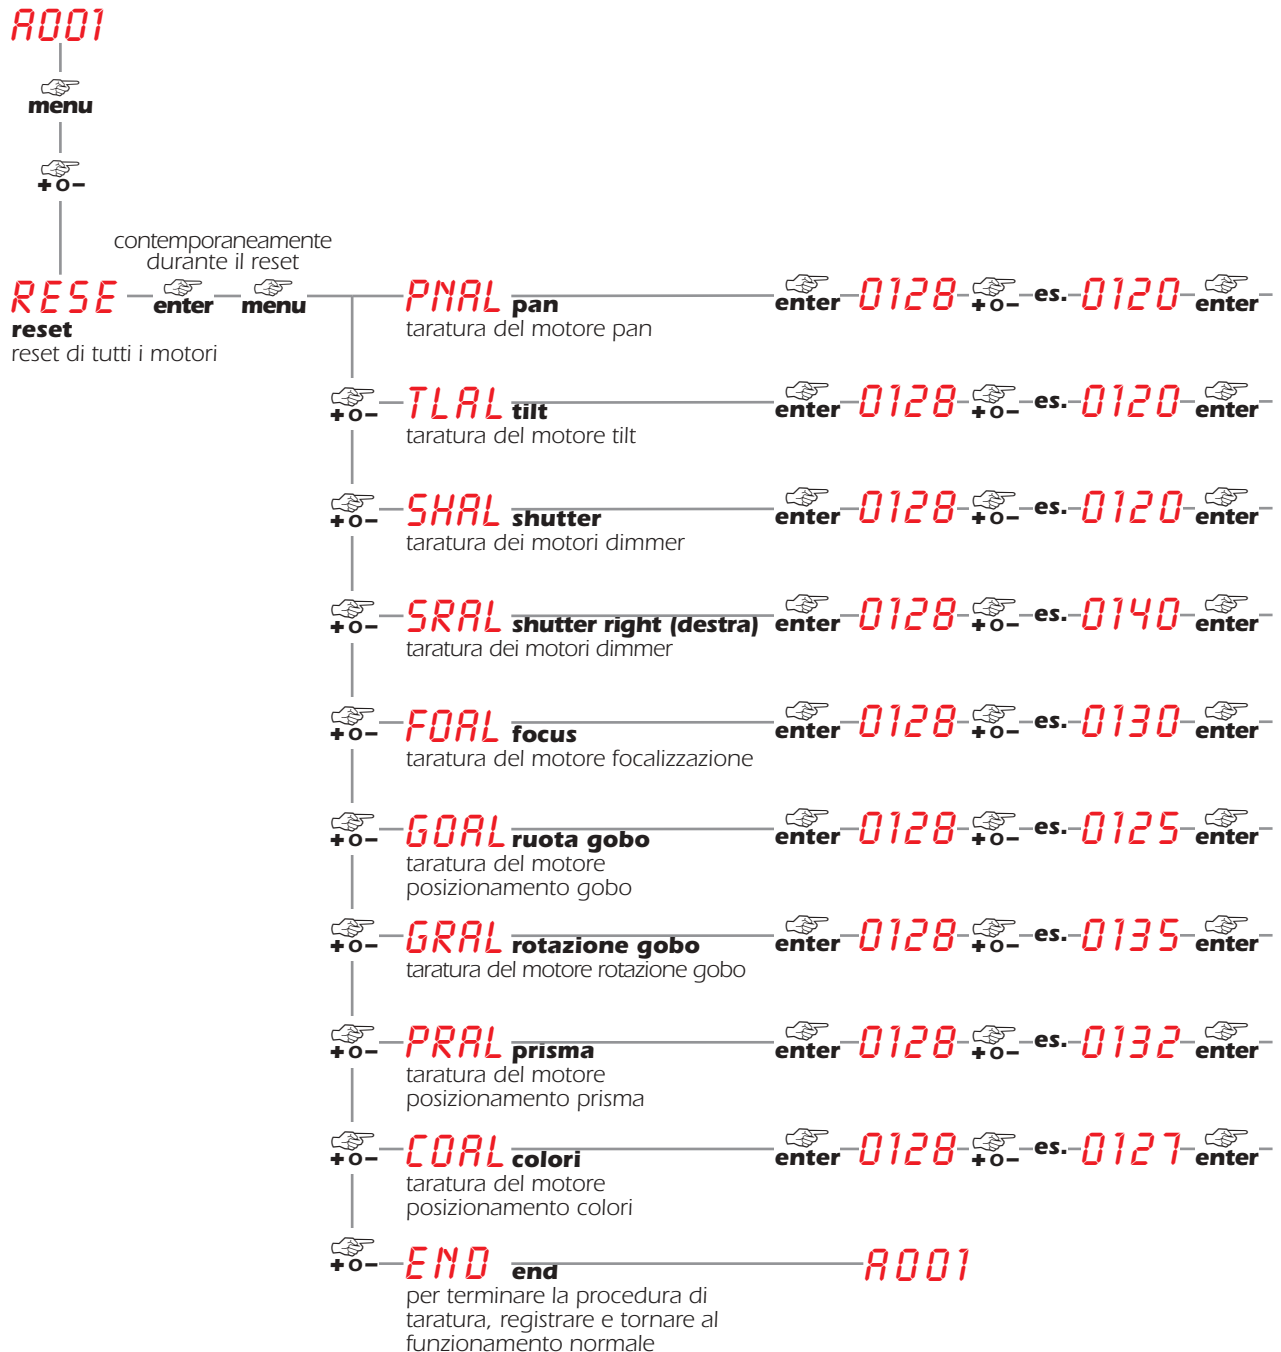 A001
menu
+ o -
contemporaneamente
durante il reset
RESE enter menu PNAL pan enter 0128 + o - es. 0120 enter
reset
reset di tutti i motori
taratura del motore pan
+ o - TLAL tilt enter 0128 + o - es. 0120 enter
taratura del motore tilt
+ o - SHAL shutter enter 0128 + o - es. 0120 enter
taratura dei motori dimmer
+ o - SRAL shutter right (destra) enter 0128 + o - es. 0140 enter
taratura dei motori dimmer
+ o - FOAL focus enter 0128 + o - es. 0130 enter
taratura del motore focalizzazione
+ o - GOAL ruota gobo enter 0128 + o - es. 0125 enter
taratura del motore
posizionamento gobo
+ o - GRAL rotazione gobo enter 0128 + o - es. 0135 enter
taratura del motore rotazione gobo
+ o - PRAL prisma enter 0128 + o - es. 0132 enter
taratura del motore
posizionamento prisma
+ o - COAL colori enter 0128 + o - es. 0127 enter
taratura del motore
posizionamento colori
+ o - END end A001
per terminare la procedura di
taratura, registrare e tornare al
funzionamento normale